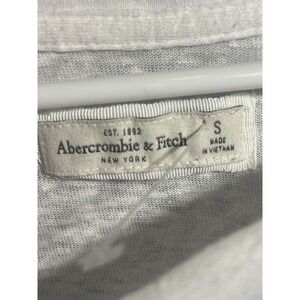 EST. 1892
Abercrombie & Fitch
NEW YORK
S
MADE
IN VIETNAM